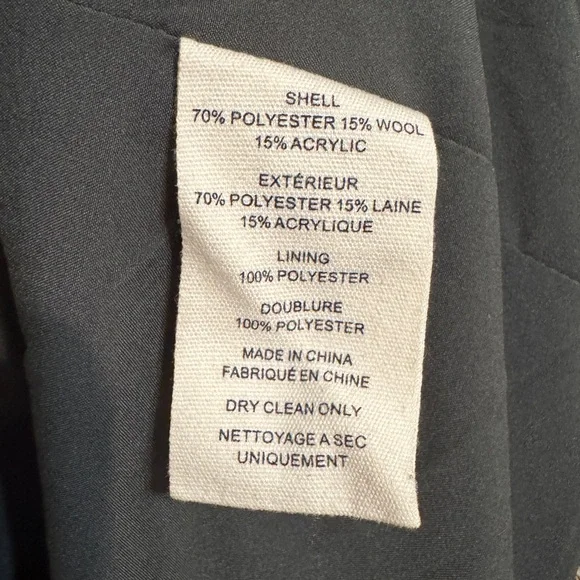 SHELL
70% POLYESTER 15% WOOL
15% ACRYLIC
EXTÉRIEUR
70% POLYESTER 15% LAINE
15% ACRYLIQUE
LINING
100% POLYESTER
DOUBLURE
100% POLYESTER
MADE IN CHINA
FABRIQUÉ EN CHINE
DRY CLEAN ONLY
NETTOYAGE A SEC
UNIQUEMENT